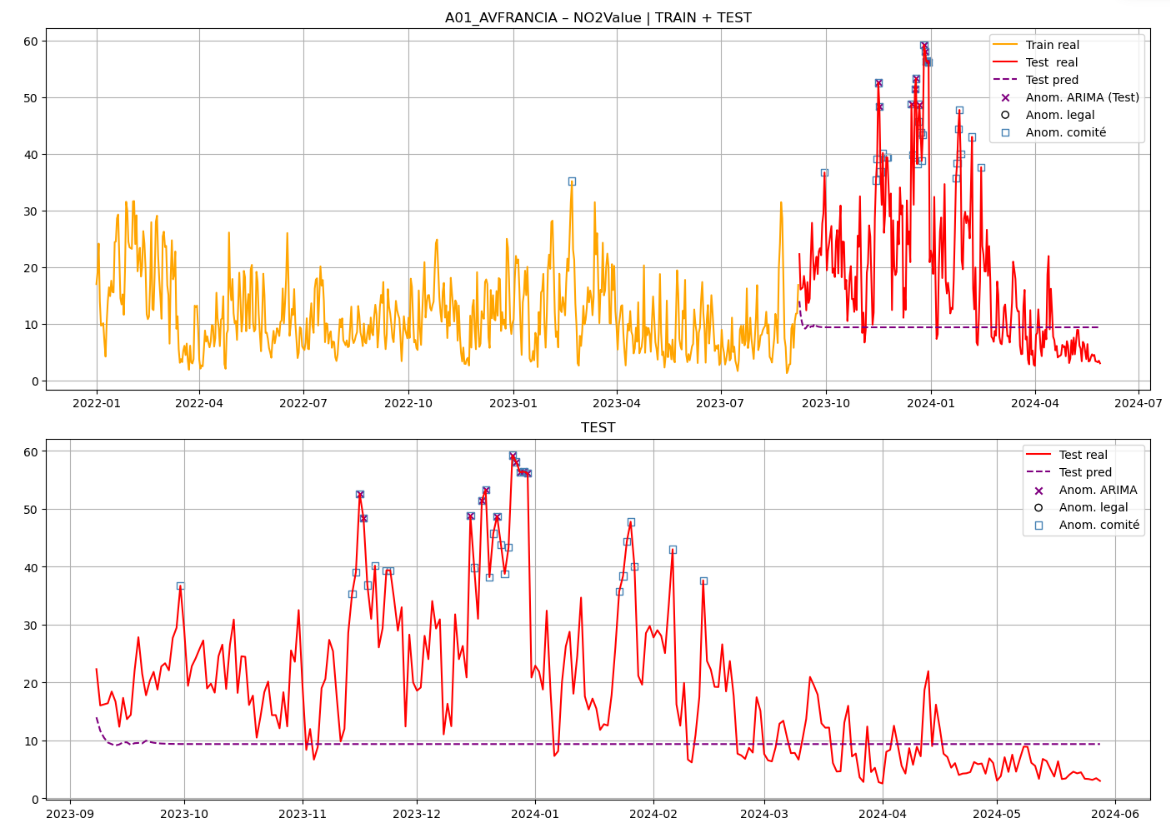 A01_AVFRANCIA – NO2Value | TRAIN + TEST
60
50
40
30
20
10
0
Train real
Test  real
Test pred
Anom. ARIMA (Test)
Anom. legal
Anom. comité
2022-01 2022-04 2022-07 2022-10 2023-01 2023-04 2023-07 2023-10 2024-01 2024-04 2024-07
TEST
60
50
40
30
20
10
0
Test real
Test pred
Anom. ARIMA
Anom. legal
Anom. comité
2023-09 2023-10 2023-11 2023-12 2024-01 2024-02 2024-03 2024-04 2024-05 2024-06